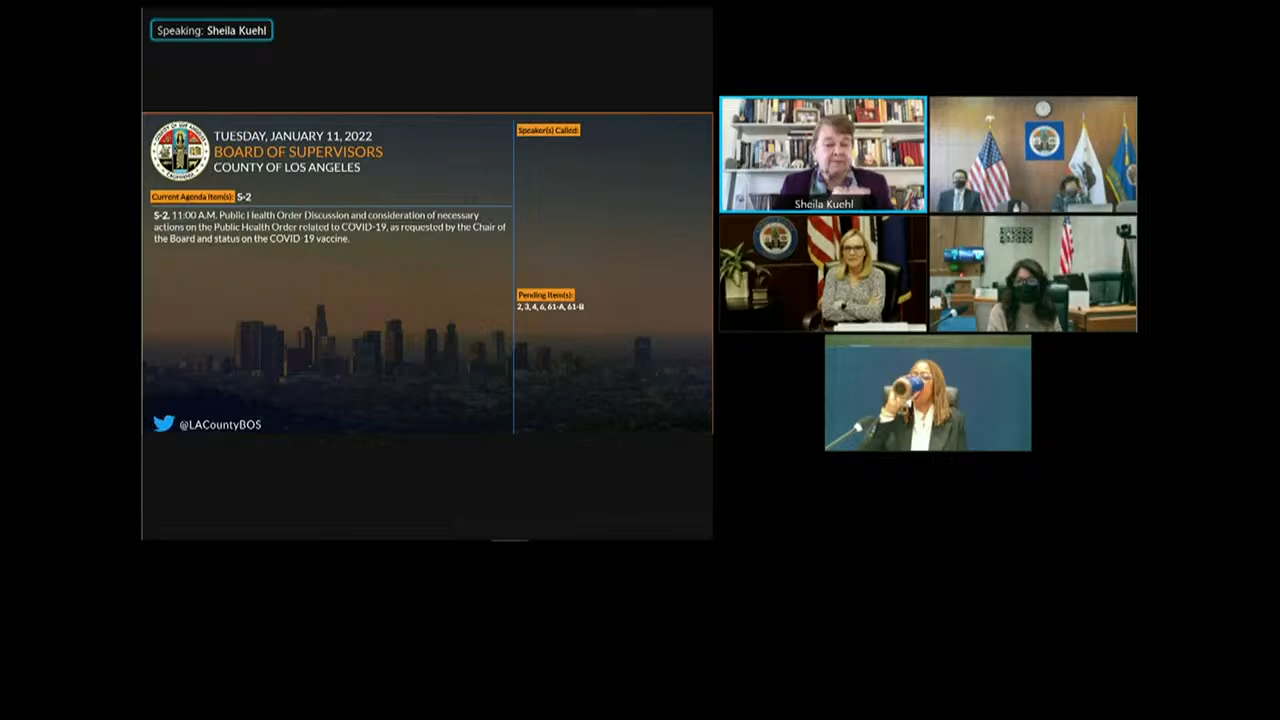 Speaking: Sheila Kuehl
TUESDAY, JANUARY 11, 2022
BOARD OF SUPERVISORS
COUNTY OF LOS ANGELES
Current Agenda Item(s): S-2
S-2. 11:00 A.M. Public Health Order Discussion and consideration of necessary
actions on the Public Health Order related to COVID-19, as requested by the Chair of
the Board and status on the COVID-19 vaccine.
Speaker(s) Called:
Pending Item(s):
2, 3, 4, 6, 61-A, 61-B
@LACountyBOS
Sheila Kuehl